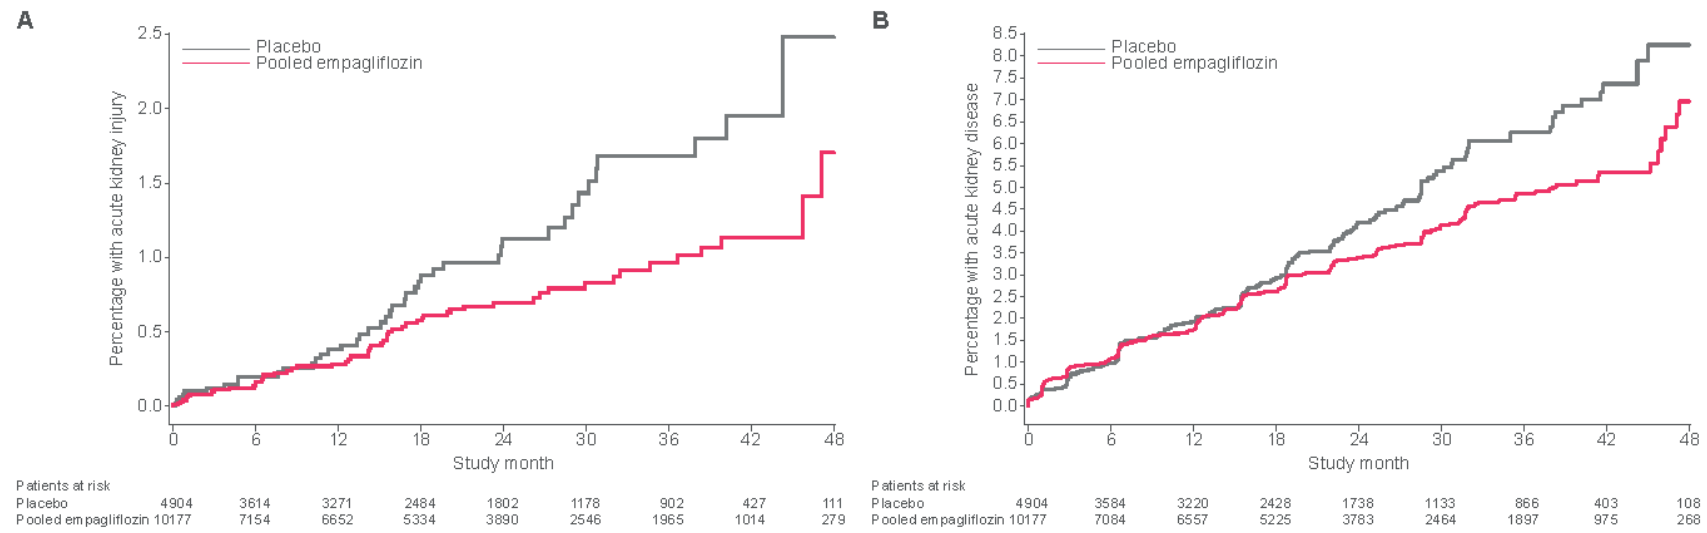 A
Percentage with acute kidney injury
2.5
2.0
1.5
1.0
0.5
0.0
Placebo
Pooled empagliflozin
0 6 12 18 24 30 36 42 48
Study month
Patients at risk
Placebo 4904 3614 3271 2484 1802 1178 902 427 111
Pooled empagliflozin 10177 7154 6652 5334 3890 2546 1965 1014 279
B
Percentage with acute kidney disease
8.5
8.0
7.5
7.0
6.5
6.0
5.5
5.0
4.5
4.0
3.5
3.0
2.5
2.0
1.5
1.0
0.5
0.0
Placebo
Pooled empagliflozin
0 6 12 18 24 30 36 42 48
Study month
Patients at risk
Placebo 4904 3584 3220 2428 1738 1133 866 403 108
Pooled empagliflozin 10177 7084 6557 5225 3783 2464 1897 975 268